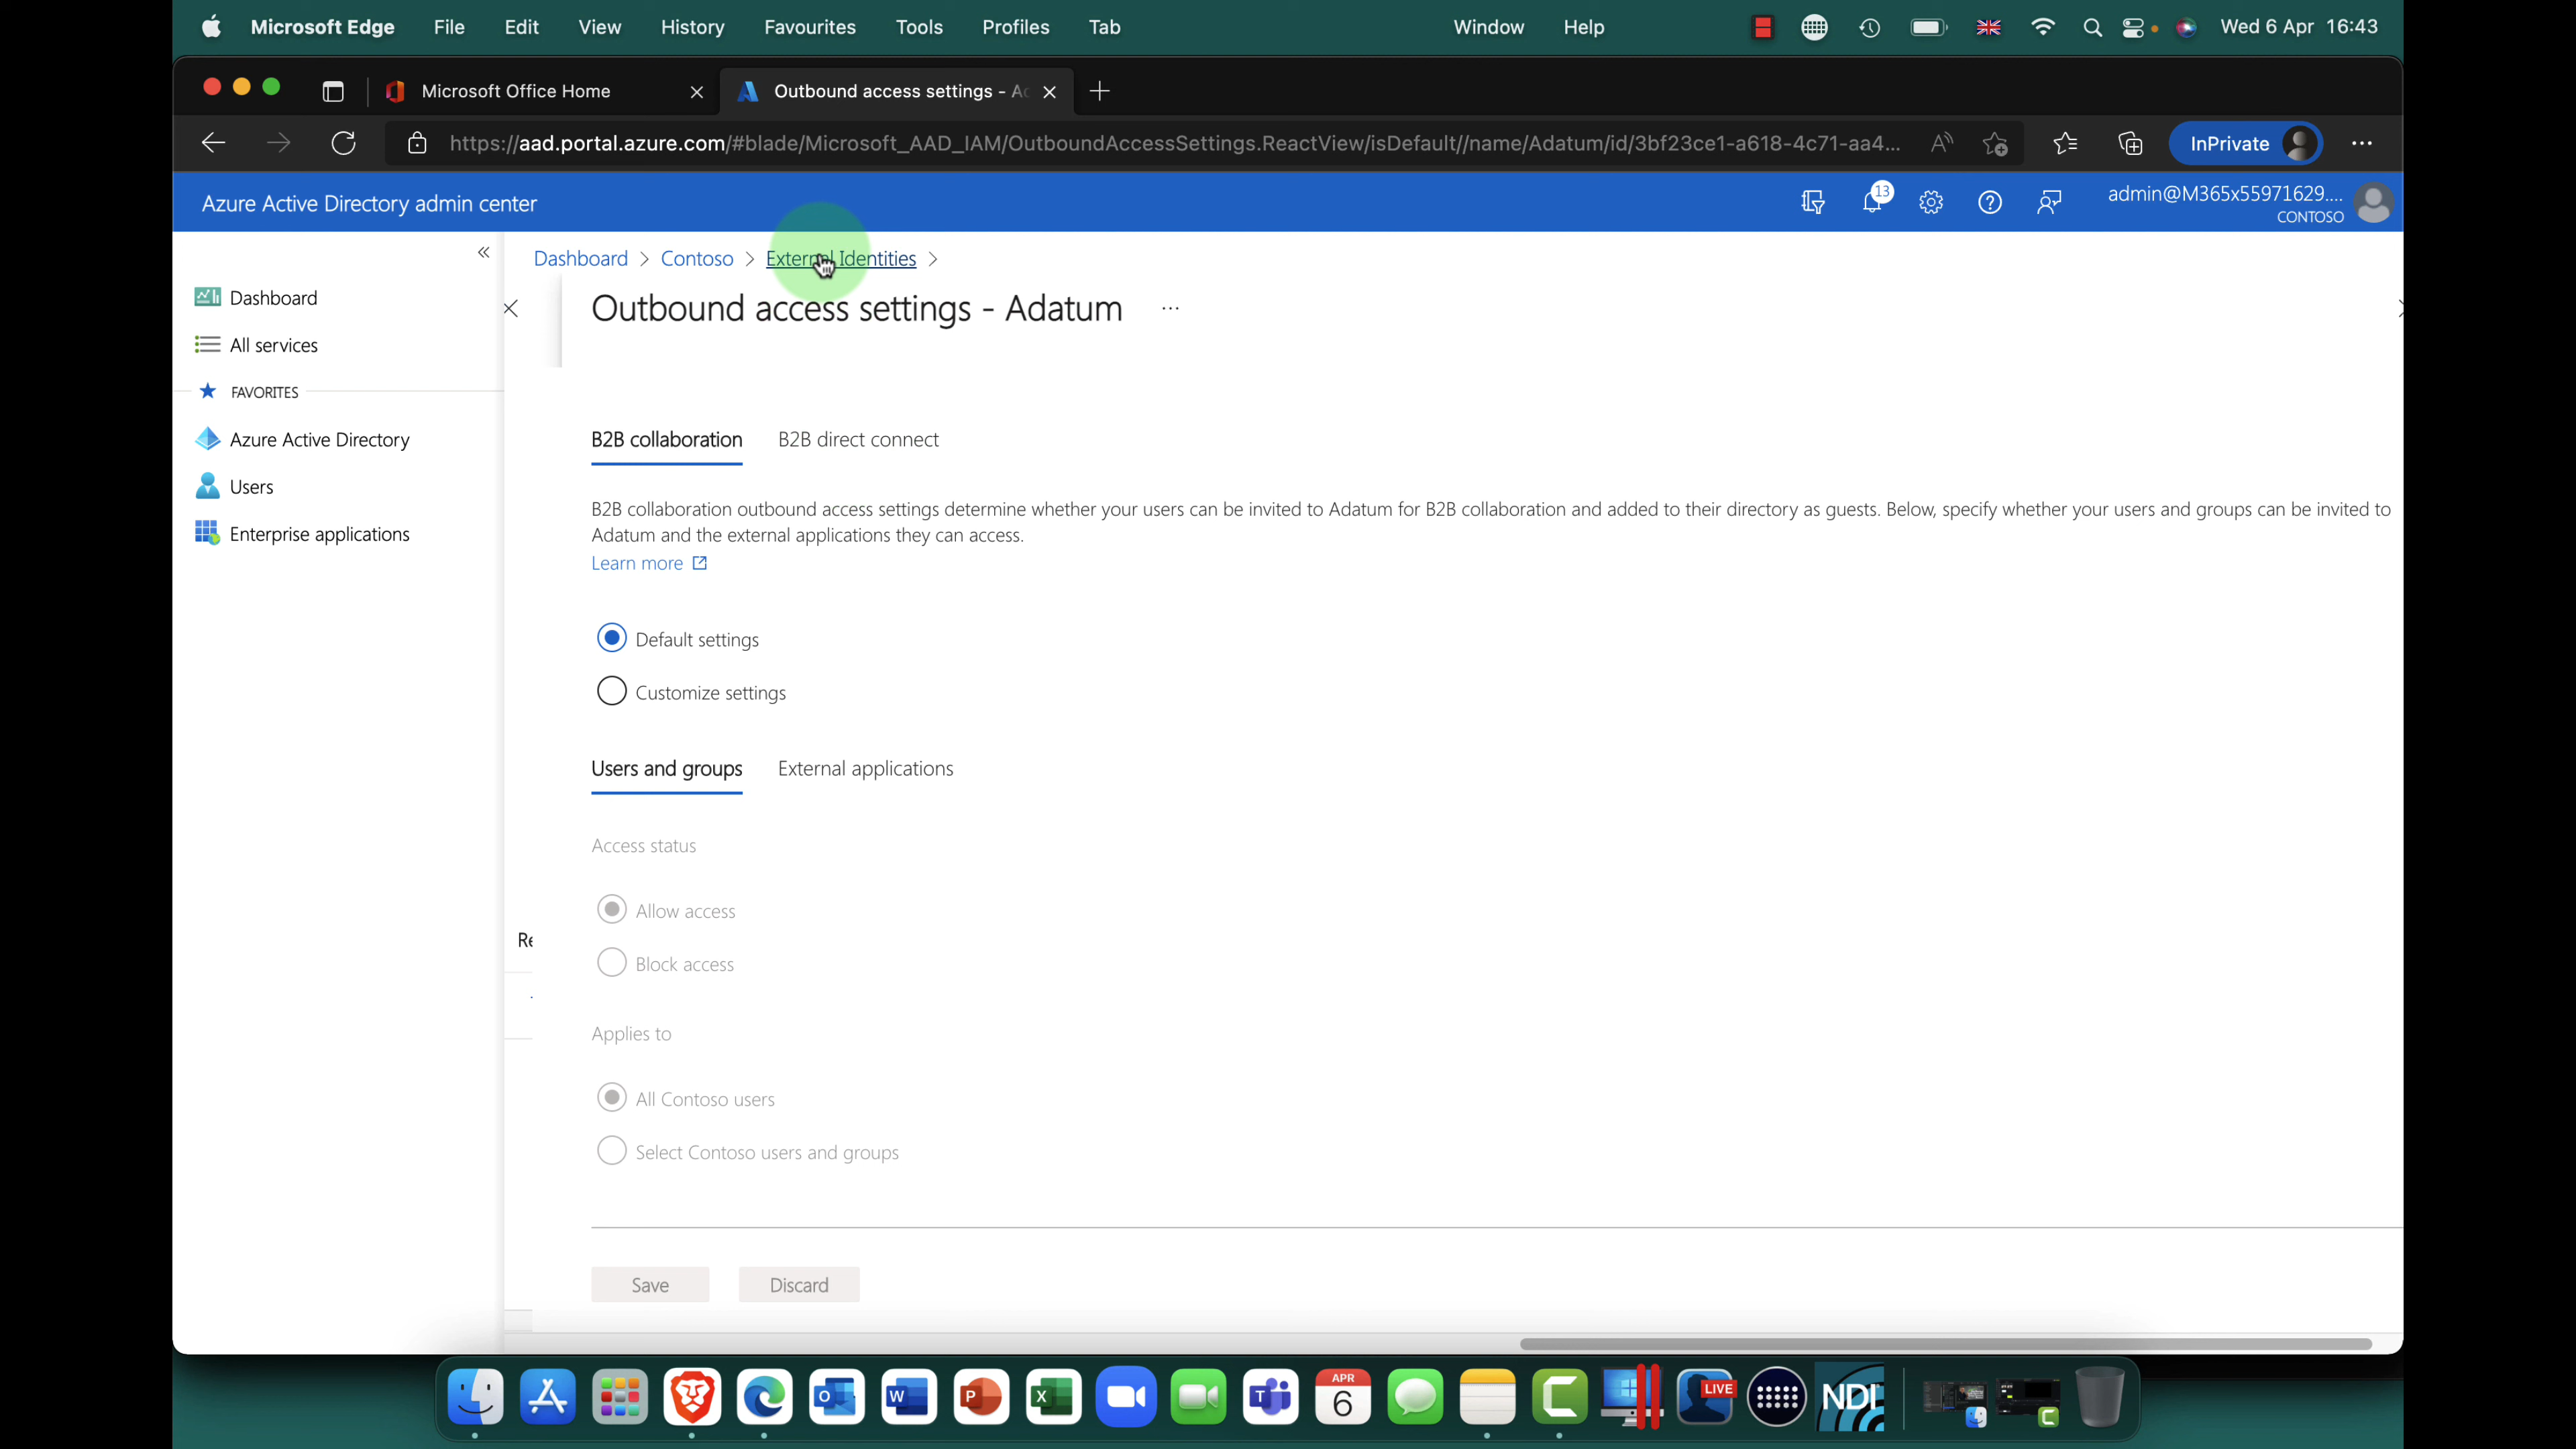 Microsoft Edge File Edit View History Favourites Tools Profiles Tab Window Help Wed 6 Apr 16:43
Microsoft Office Home Outbound access settings - Ad
https://aad.portal.azure.com/#blade/Microsoft_AAD_IAM/OutboundAccessSettings.ReactView/isDefault//name/Adatum/id/3bf23ce1-a618-4c71-aa4... InPrivate
Azure Active Directory admin center 13 admin@M365x55971629....
CONTOSO
Dashboard > Contoso > External Identities >
Dashboard
All services
FAVORITES
Azure Active Directory
Users
Enterprise applications
Outbound access settings - Adatum ...
B2B collaboration B2B direct connect
B2B collaboration outbound access settings determine whether your users can be invited to Adatum for B2B collaboration and added to their directory as guests. Below, specify whether your users and groups can be invited to
Adatum and the external applications they can access.
Learn more
Default settings
Customize settings
Users and groups External applications
Access status
Allow access
Re
Block access
Applies to
All Contoso users
Select Contoso users and groups
Save Discard
APR
6
LIVE
NDI